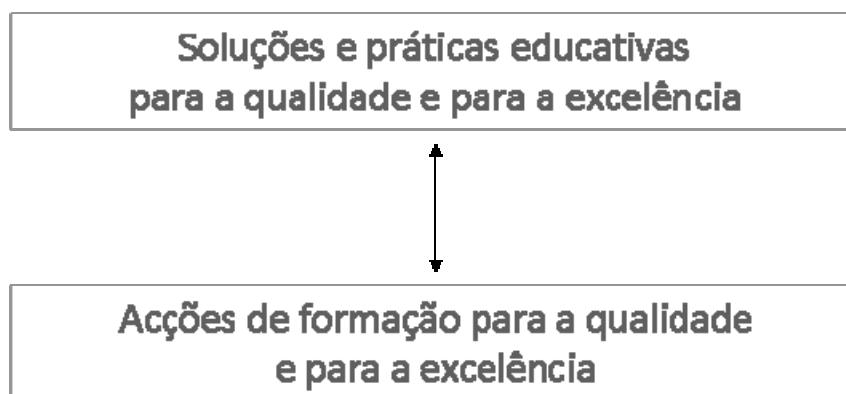 Soluções e práticas educativas
para a qualidade e para a excelência
Acções de formação para a qualidade
e para a excelência